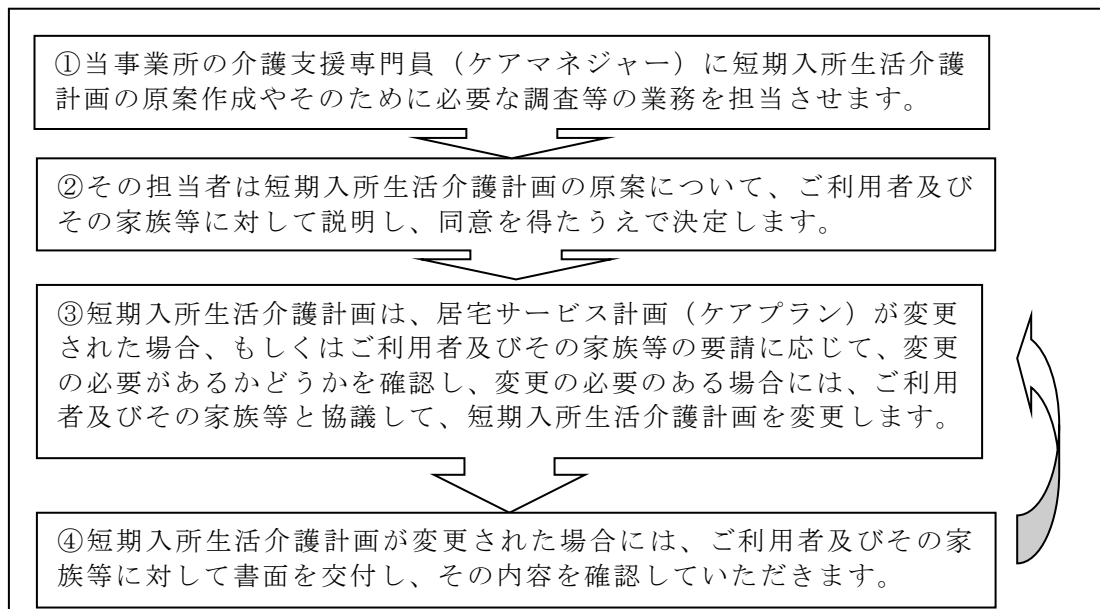 ①当事業所の介護支援専門員（ケアマネジャー）に短期入所生活介護
計画の原案作成やそのために必要な調査等の業務を担当させます。
②その担当者は短期入所生活介護計画の原案について、ご利用者及び
その家族等に対して説明し、同意を得たうえで決定します。
③短期入所生活介護計画は、居宅サービス計画（ケアプラン）が変更
された場合、もしくはご利用者及びその家族等の要請に応じて、変更
の必要があるかどうかを確認し、変更の必要のある場合には、ご利用
者及びその家族等と協議して、短期入所生活介護計画を変更します。
④短期入所生活介護計画が変更された場合には、ご利用者及びその家
族等に対して書面を交付し、その内容を確認していただきます。